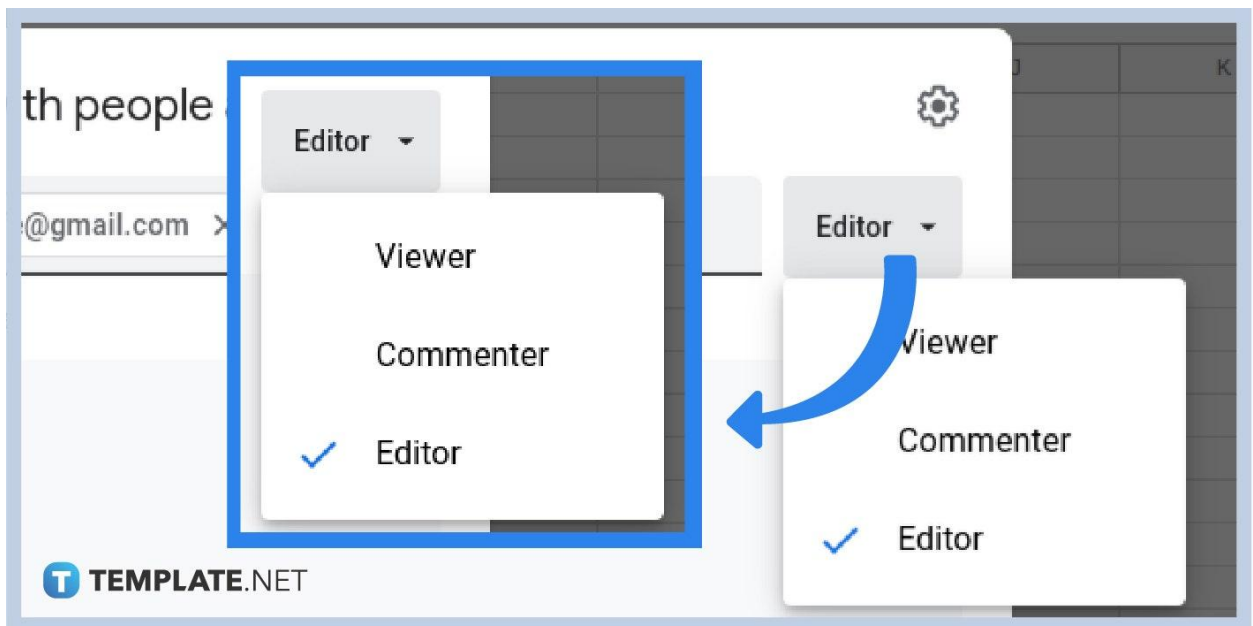 th people
@gmail.com ×
Editor
Viewer
Commenter
Editor
J
K
Editor
Viewer
Commenter
Editor
T TEMPLATE.NET